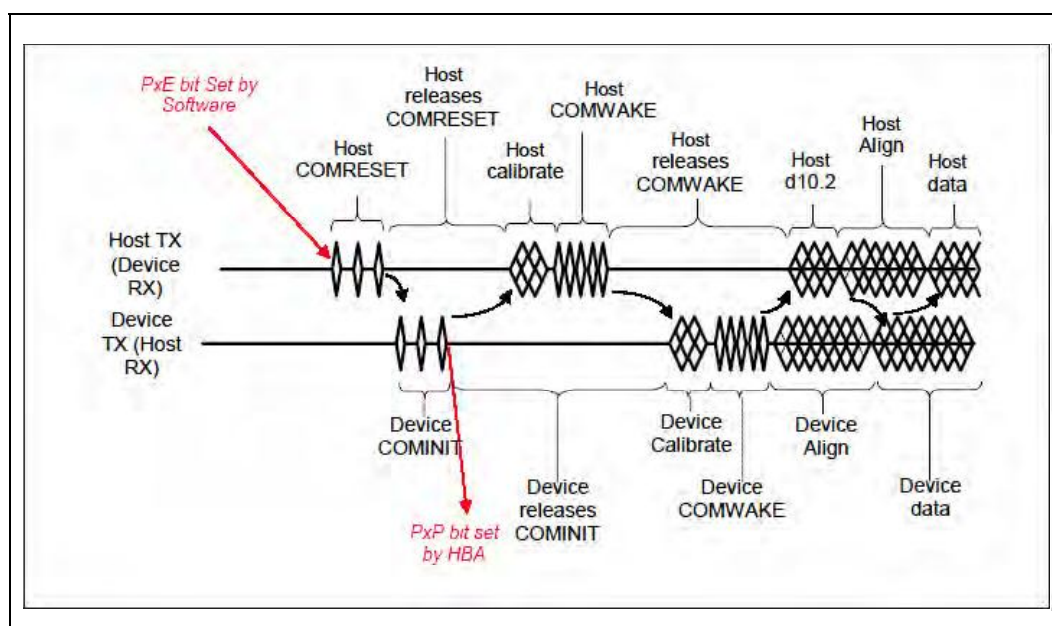 PxE bit Set by
Software
Host
COMRESET
Host
releases
COMRESET
Host
calibrate
Host
COMWAKE
Host
releases
COMWAKE
Host
d10.2
Host
Align
Host
data
Host TX
(Device
RX)
Device
TX (Host
RX)
Device
COMINIT
PxP bit set
by HBA
Device
releases
COMINIT
Device
Calibrate
Device
COMWAKE
Device
Align
Device
data